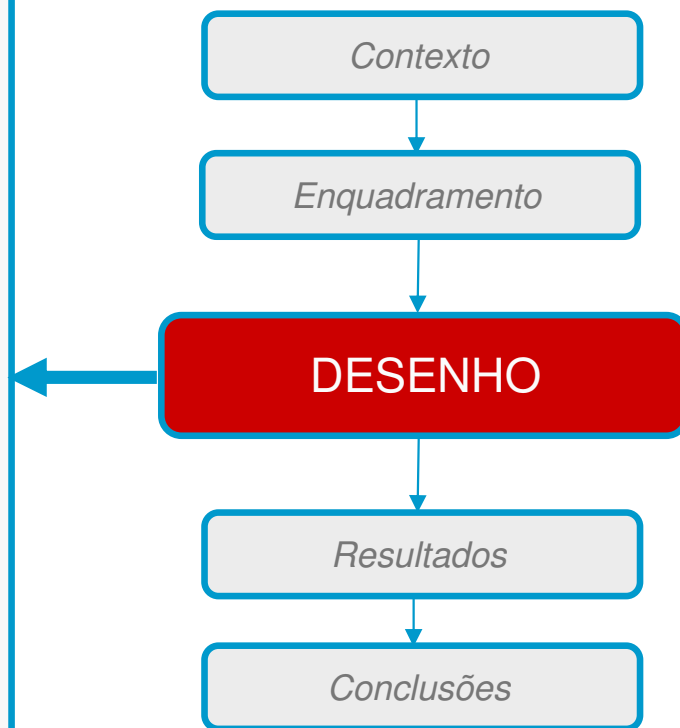 Contexto
Enquadramento
DESENHO
Resultados
Conclusões